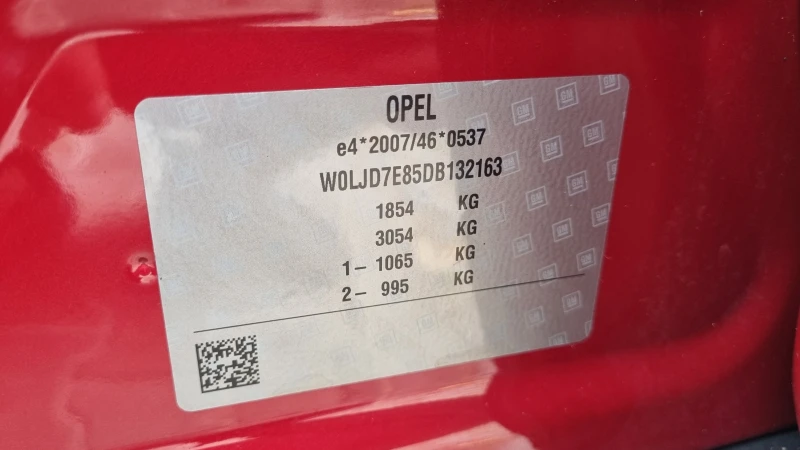 OPEL
e4*2007/46*0537
W0LJD7E85DB132163
1854 KG
3054 KG
1– 1065 KG
2– 995 KG